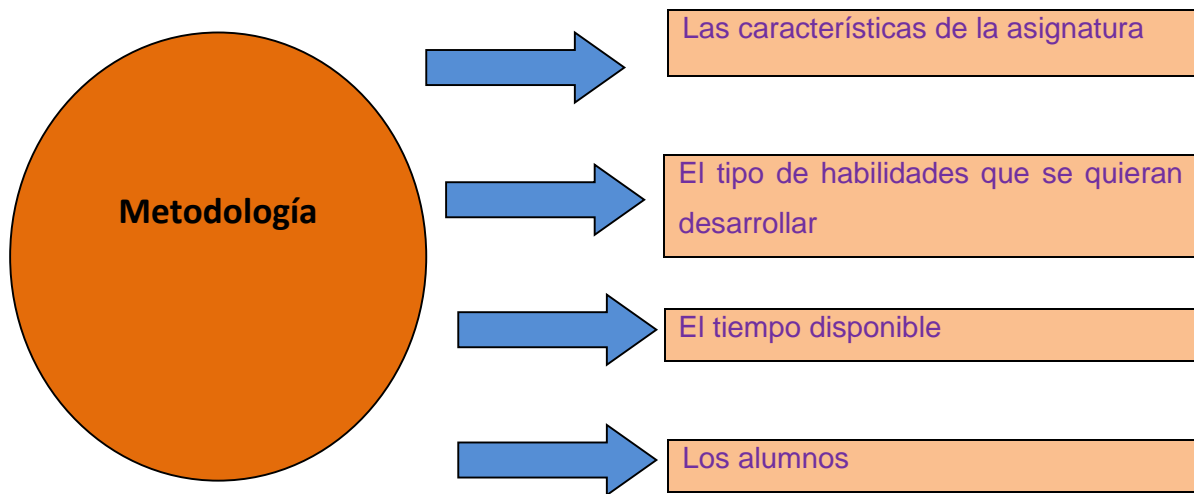 Metodología
Las características de la asignatura
El tipo de habilidades que se quieran
desarrollar
El tiempo disponible
Los alumnos